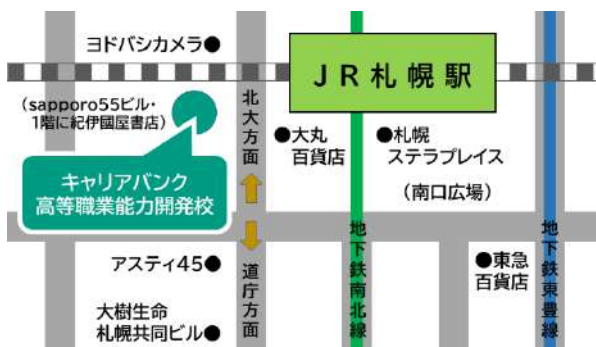 ヨドバシカメラ●
JR札幌駅
(sapporo55ビル・
1階に紀伊國屋書店)
北大方面
●大丸
百貨店
●札幌
ステラプレイス
(南口広場)
キャリアバンク
高等職業能力開発校
アスティ45●
道庁方面
地下鉄南北線
●東急
百貨店
地下鉄東豊線
大樹生命
札幌共同ビル●